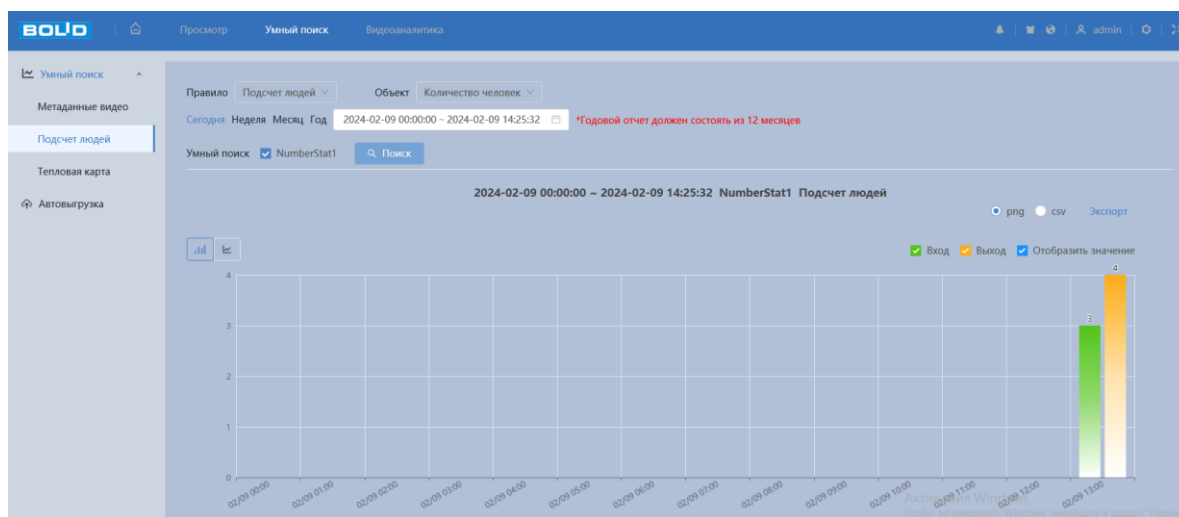 BOLID Просмотр Умный поиск Видеоаналитика admin
Умный поиск
Метаданные видео
Подсчет людей
Тепловая карта
Автовыгрузка
Правило Подсчет людей Объект Количество человек
Сегодня Неделя Месяц Год 2024-02-09 00:00:00 ~ 2024-02-09 14:25:32 *Годовой отчет должен состоять из 12 месяцев
Умный поиск NumberStat1 Поиск
2024-02-09 00:00:00 ~ 2024-02-09 14:25:32 NumberStat1 Подсчет людей
png csv Экспорт
Вход Выход Отобразить значение
4
4
3
3
2
1
0
02/09 00:00 02/09 01:00 02/09 02:00 02/09 03:00 02/09 04:00 02/09 05:00 02/09 06:00 02/09 07:00 02/09 08:00 02/09 09:00 02/09 10:00 02/09 11:00 02/09 12:00 02/09 13:00
Активация Windows